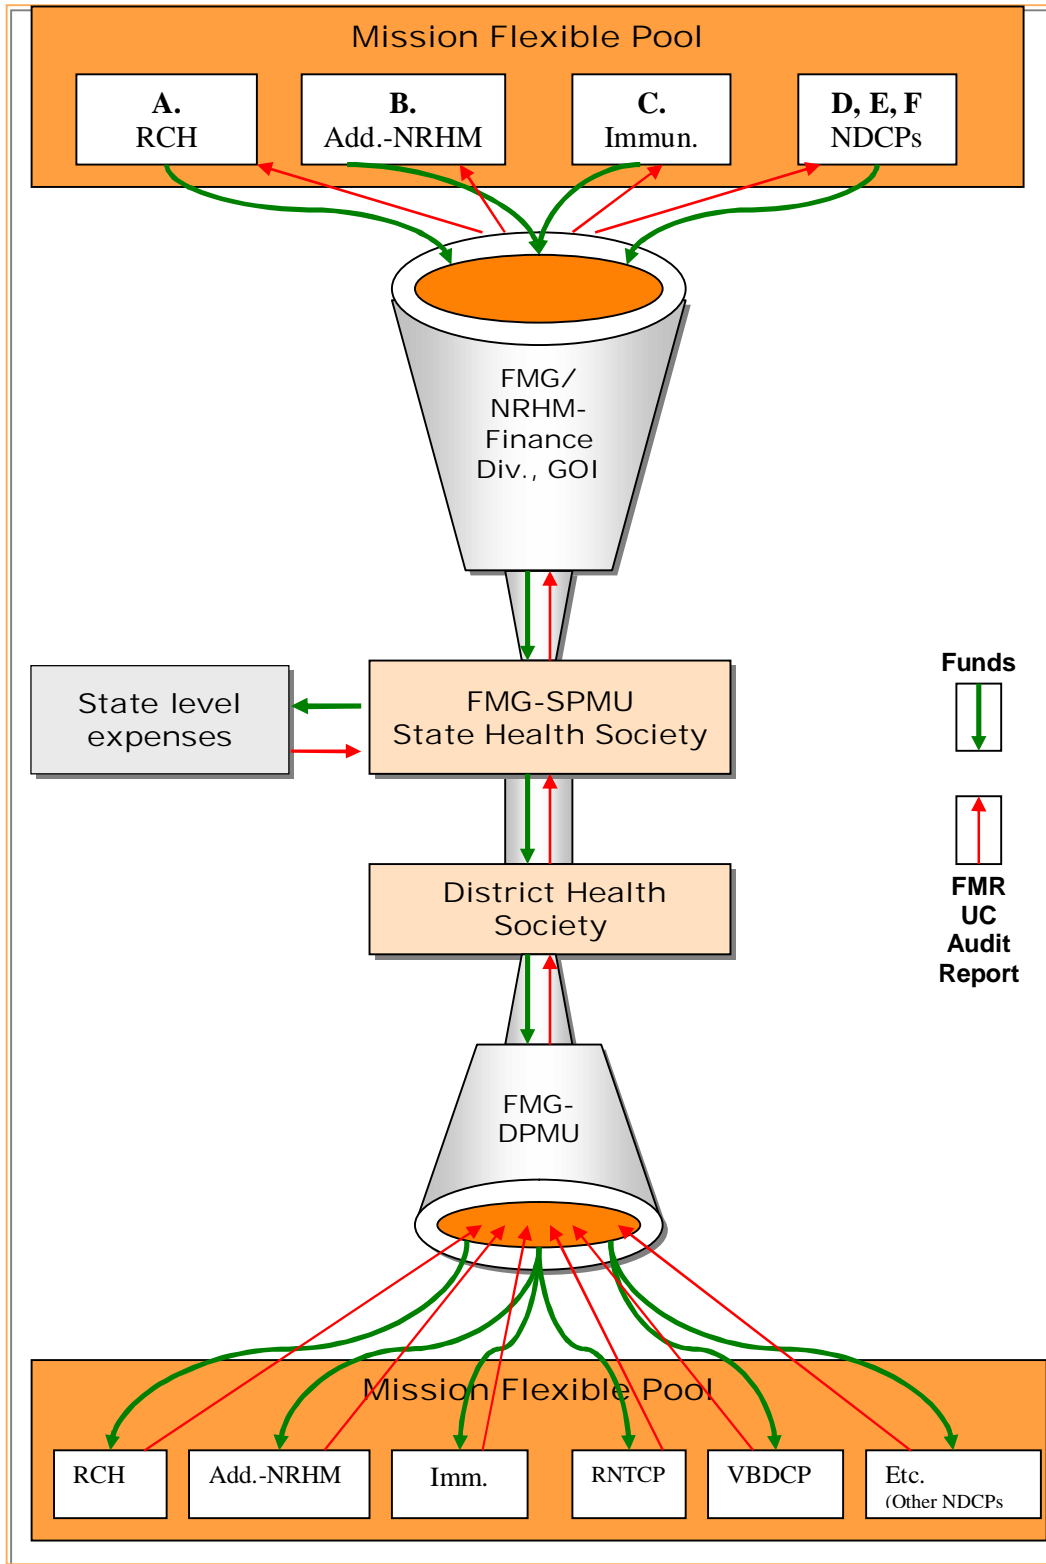 Mission Flexible Pool
A.
RCH
B.
Add.-NRHM
C.
Immun.
D, E, F
NDCPs
FMG/
NRHM-
Finance
Div., GOI
State level
expenses
FMG-SPMU
State Health Society
Funds
District Health
Society
FMR
UC
Audit
Report
FMG-
DPMU
Mission Flexible Pool
RCH
Add.-NRHM
Imm.
RNTCP
VBDCP
Etc.
(Other NDCPs